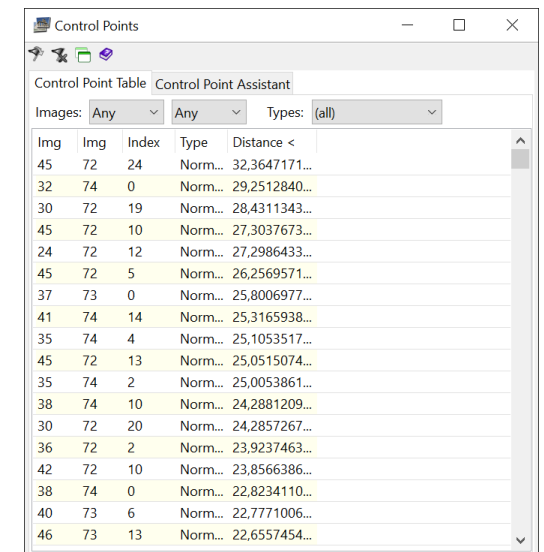 Control Points
Control Point Table Control Point Assistant
Images: Any Any Types: (all)
Img Img Index Type Distance <
45 72 24 Norm... 32,3647171...
32 74 0 Norm... 29,2512840...
30 72 19 Norm... 28,4311343...
45 72 10 Norm... 27,3037673...
24 72 12 Norm... 27,2986433...
45 72 5 Norm... 26,2569571...
37 73 0 Norm... 25,8006977...
41 74 14 Norm... 25,3165938...
35 74 4 Norm... 25,1053517...
45 72 13 Norm... 25,0515074...
35 74 2 Norm... 25,0053861...
38 74 10 Norm... 24,2881209...
30 72 20 Norm... 24,2857267...
36 72 2 Norm... 23,9237463...
42 72 10 Norm... 23,8566386...
38 74 0 Norm... 22,8234110...
40 73 6 Norm... 22,7771006...
46 73 13 Norm... 22,6557454...